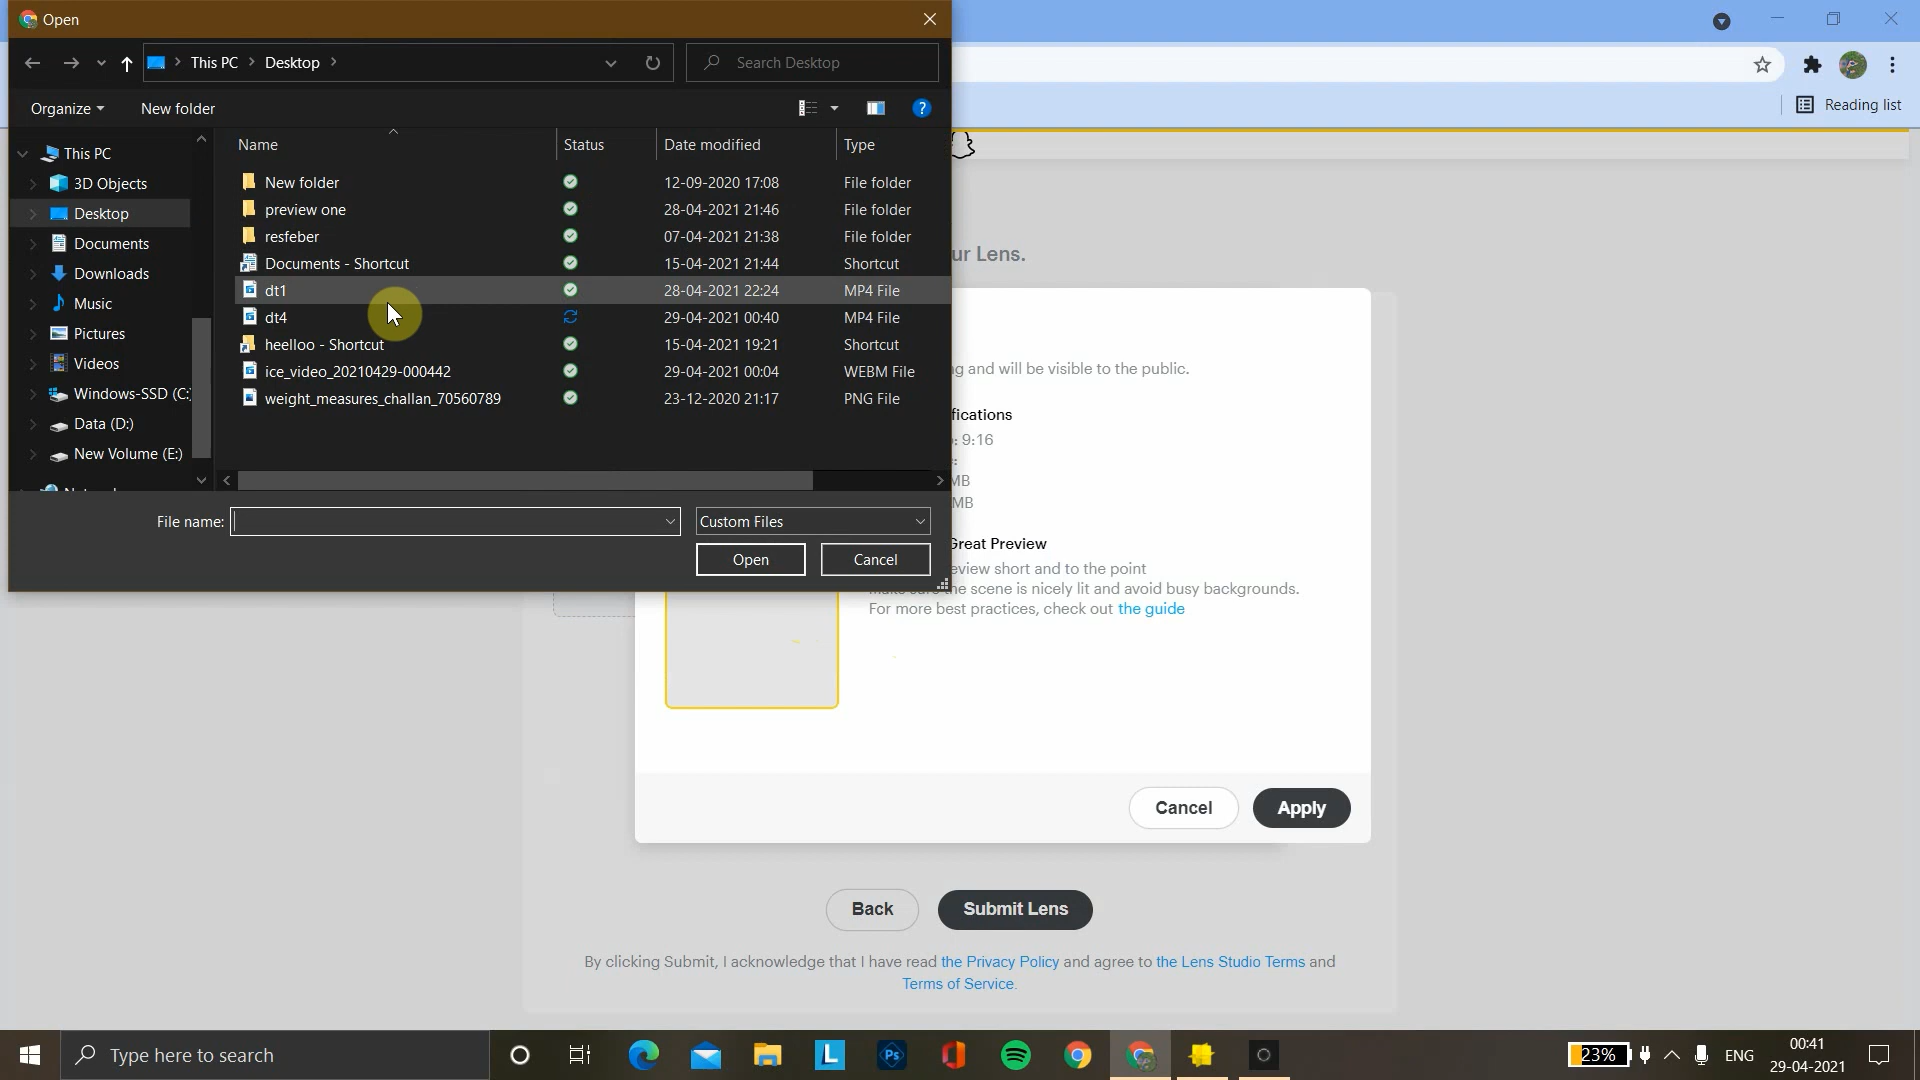 Open
This PC
Desktop
Search Desktop
Organize
New folder
Reading list
Name
Status
Date modified
Type
This PC
3D Objects
Desktop
Documents
Downloads
Music
Pictures
Videos
Windows-SSD (C:)
Data (D:)
New Volume (E:)
New folder 12-09-2020 17:08 File folder
preview one 28-04-2021 21:46 File folder
resfeber 07-04-2021 21:38 File folder
Documents - Shortcut 15-04-2021 21:44 Shortcut
dt1 28-04-2021 22:24 MP4 File
dt4 29-04-2021 00:40 MP4 File
heelloo - Shortcut 15-04-2021 19:21 Shortcut
ice_video_20210429-000442 29-04-2021 00:04 WEBM File
weight_measures_challan_70560789 23-12-2020 21:17 PNG File
File name:
Custom Files
Open
Cancel
ur Lens.
g and will be visible to the public.
fications
: 9:16
:
MB
MB
Great Preview
eview short and to the point
the scene is nicely lit and avoid busy backgrounds.
For more best practices, check out the guide
Cancel
Apply
Back
Submit Lens
By clicking Submit, I acknowledge that I have read the Privacy Policy and agree to the Lens Studio Terms and
Terms of Service.
Type here to search
L
Ps
23%
ENG
00:41
29-04-2021